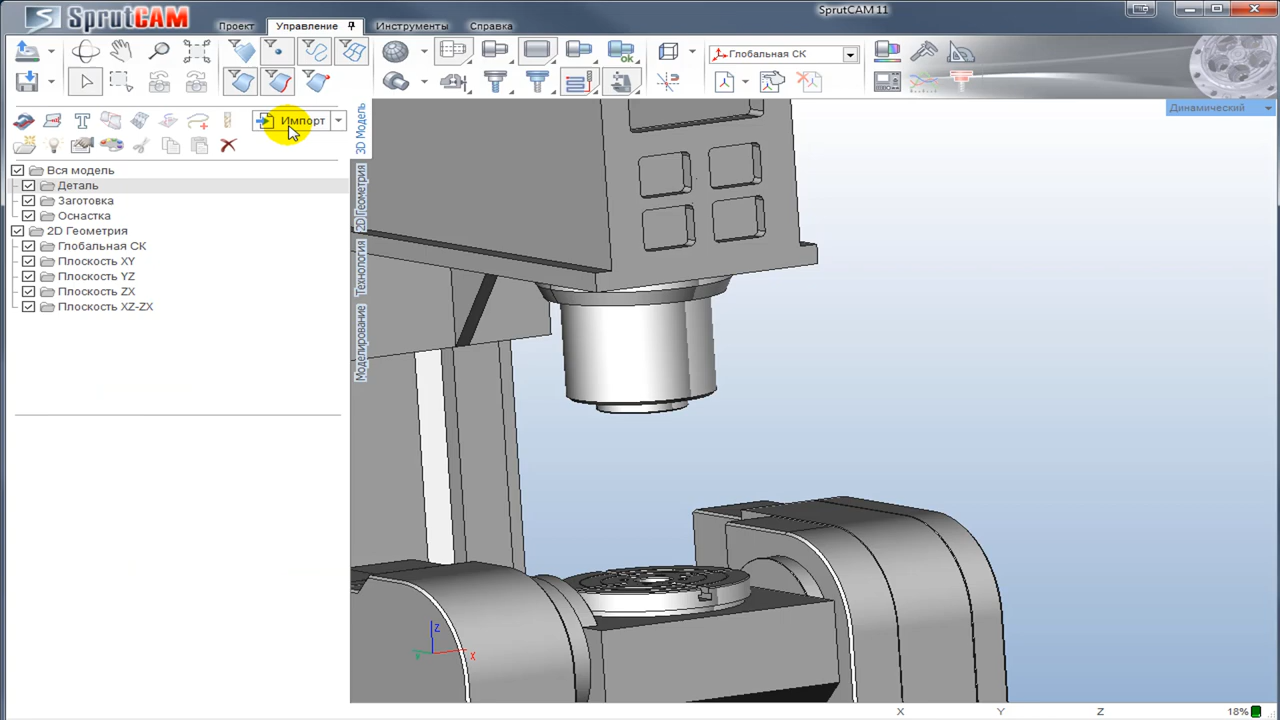 SprutCAM
Проект
Управление
Инструменты
Справка
SprutCAM 11
Глобальная СК
Импорт
Динамический
3D Модель
2D Геометрия
Технология
Моделирование
Вся модель
Деталь
Заготовка
Оснастка
2D Геометрия
Глобальная СК
Плоскость XY
Плоскость YZ
Плоскость ZX
Плоскость XZ-ZX
Z
Y
X
X
Y
Z
18%